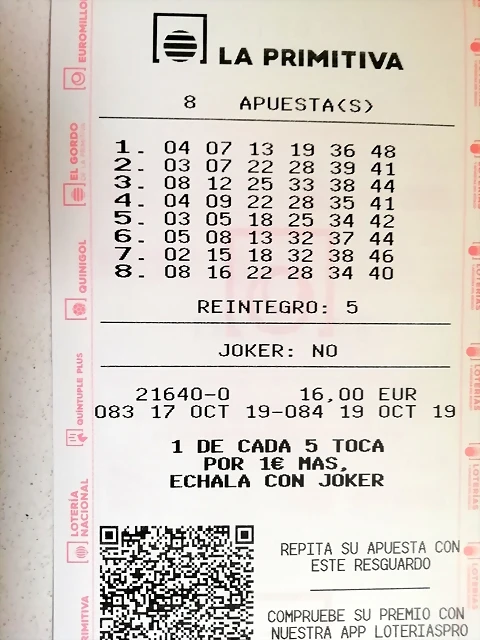 LA PRIMITIVA
8 APUESTA(S)
1. 04 07 13 19 36 48
2. 03 07 22 28 39 41
3. 08 12 25 33 38 44
4. 04 09 22 28 35 41
5. 03 05 18 25 34 42
6. 05 08 13 32 37 44
7. 02 15 18 32 38 46
8. 08 16 22 28 34 40
REINTEGRO: 5
JOKER: NO
21640-0 16,00 EUR
083 17 OCT 19-084 19 OCT 19
1 DE CADA 5 TOCA
POR 1€ MAS,
ECHALA CON JOKER
REPITA SU APUESTA CON
ESTE RESGUARDO
COMPRUEBE SU PREMIO CON
NUESTRA APP LOTERIASPRO
EUROMILLO
EL GORDO
QUINIGOL
QUÍNTUPLE PLUS
LOTERÍA
NACIONAL
PRIMITIVA
LOTERIAS
LOTERIAS
LOTERIAS
LOTERIAS